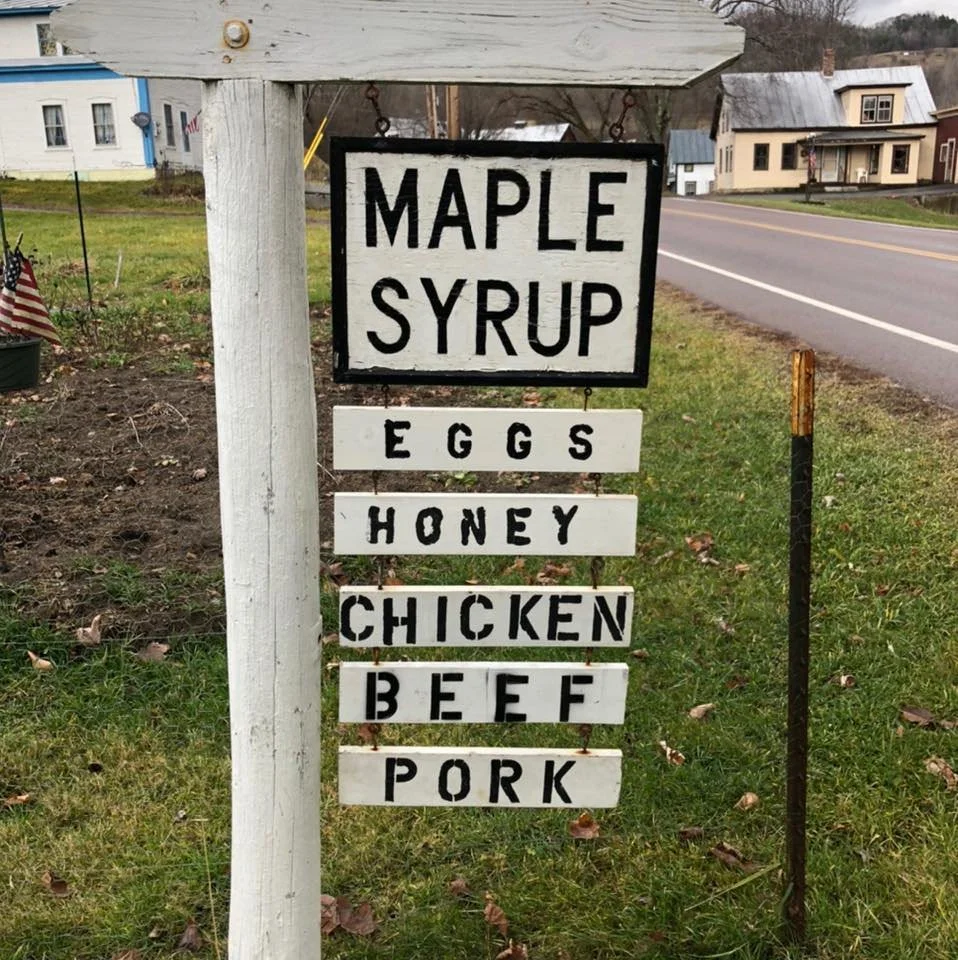 MAPLE
SYRUP
EGGS
HONEY
CHICKEN
BEEF
PORK